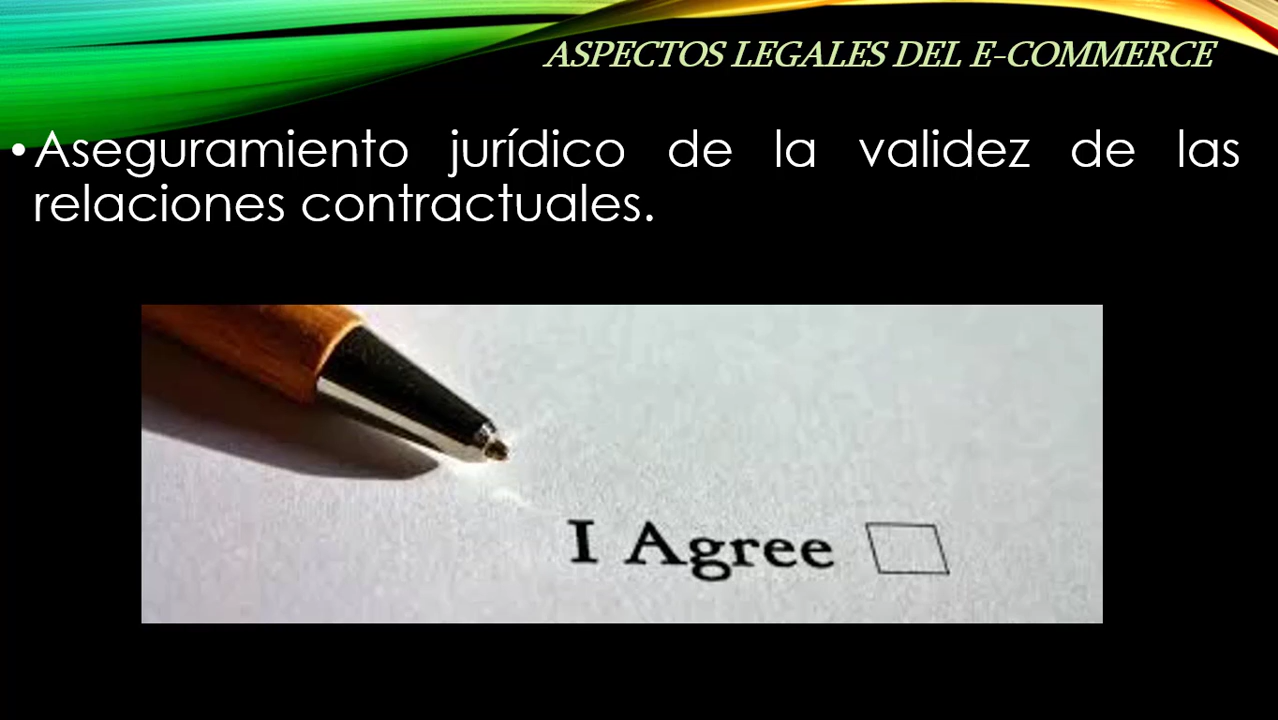 ASPECTOS LEGALES DEL E-COMMERCE
•Aseguramiento jurídico de la validez de las
relaciones contractuales.
I Agree